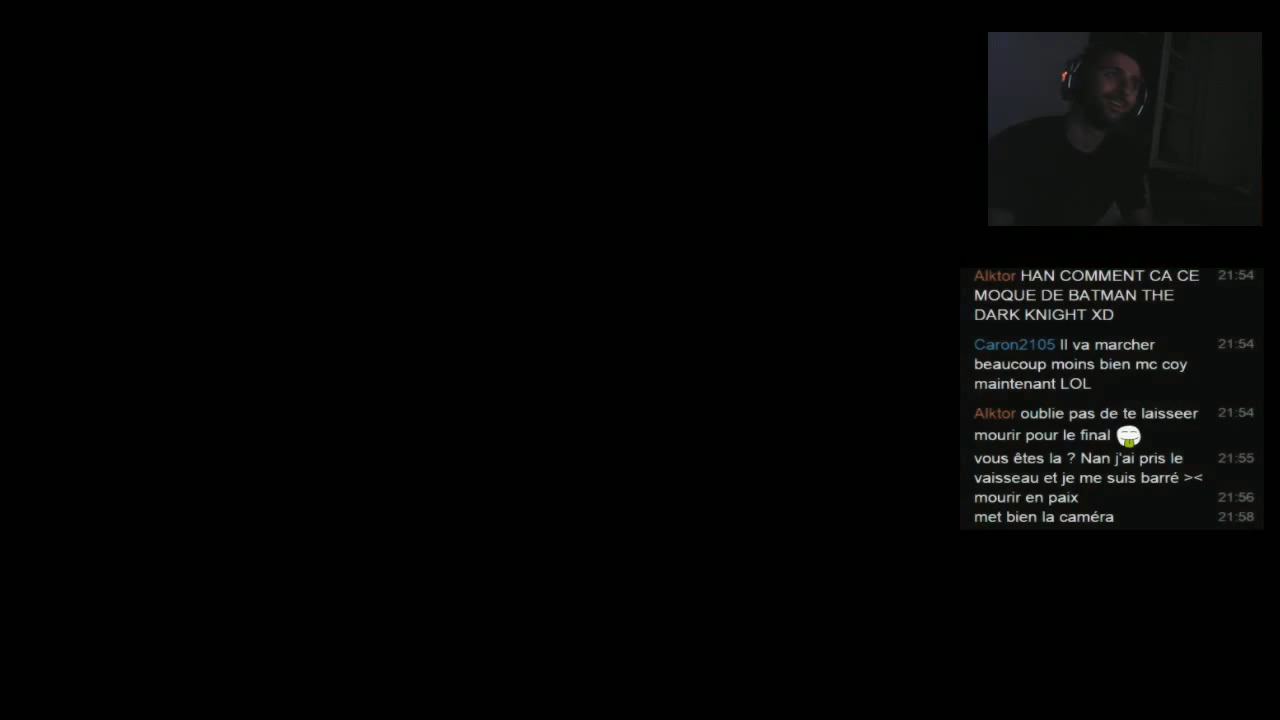 Alktor HAN COMMENT CA CE 21:54
MOQUE DE BATMAN THE
DARK KNIGHT XD
Caron2105 Il va marcher 21:54
beaucoup moins bien mc coy
maintenant LOL
Alktor oublie pas de te laisseer 21:54
mourir pour le final
vous êtes la ? Nan j'ai pris le 21:55
vaisseau et je me suis barré ><
mourir en paix 21:56
met bien la caméra 21:58